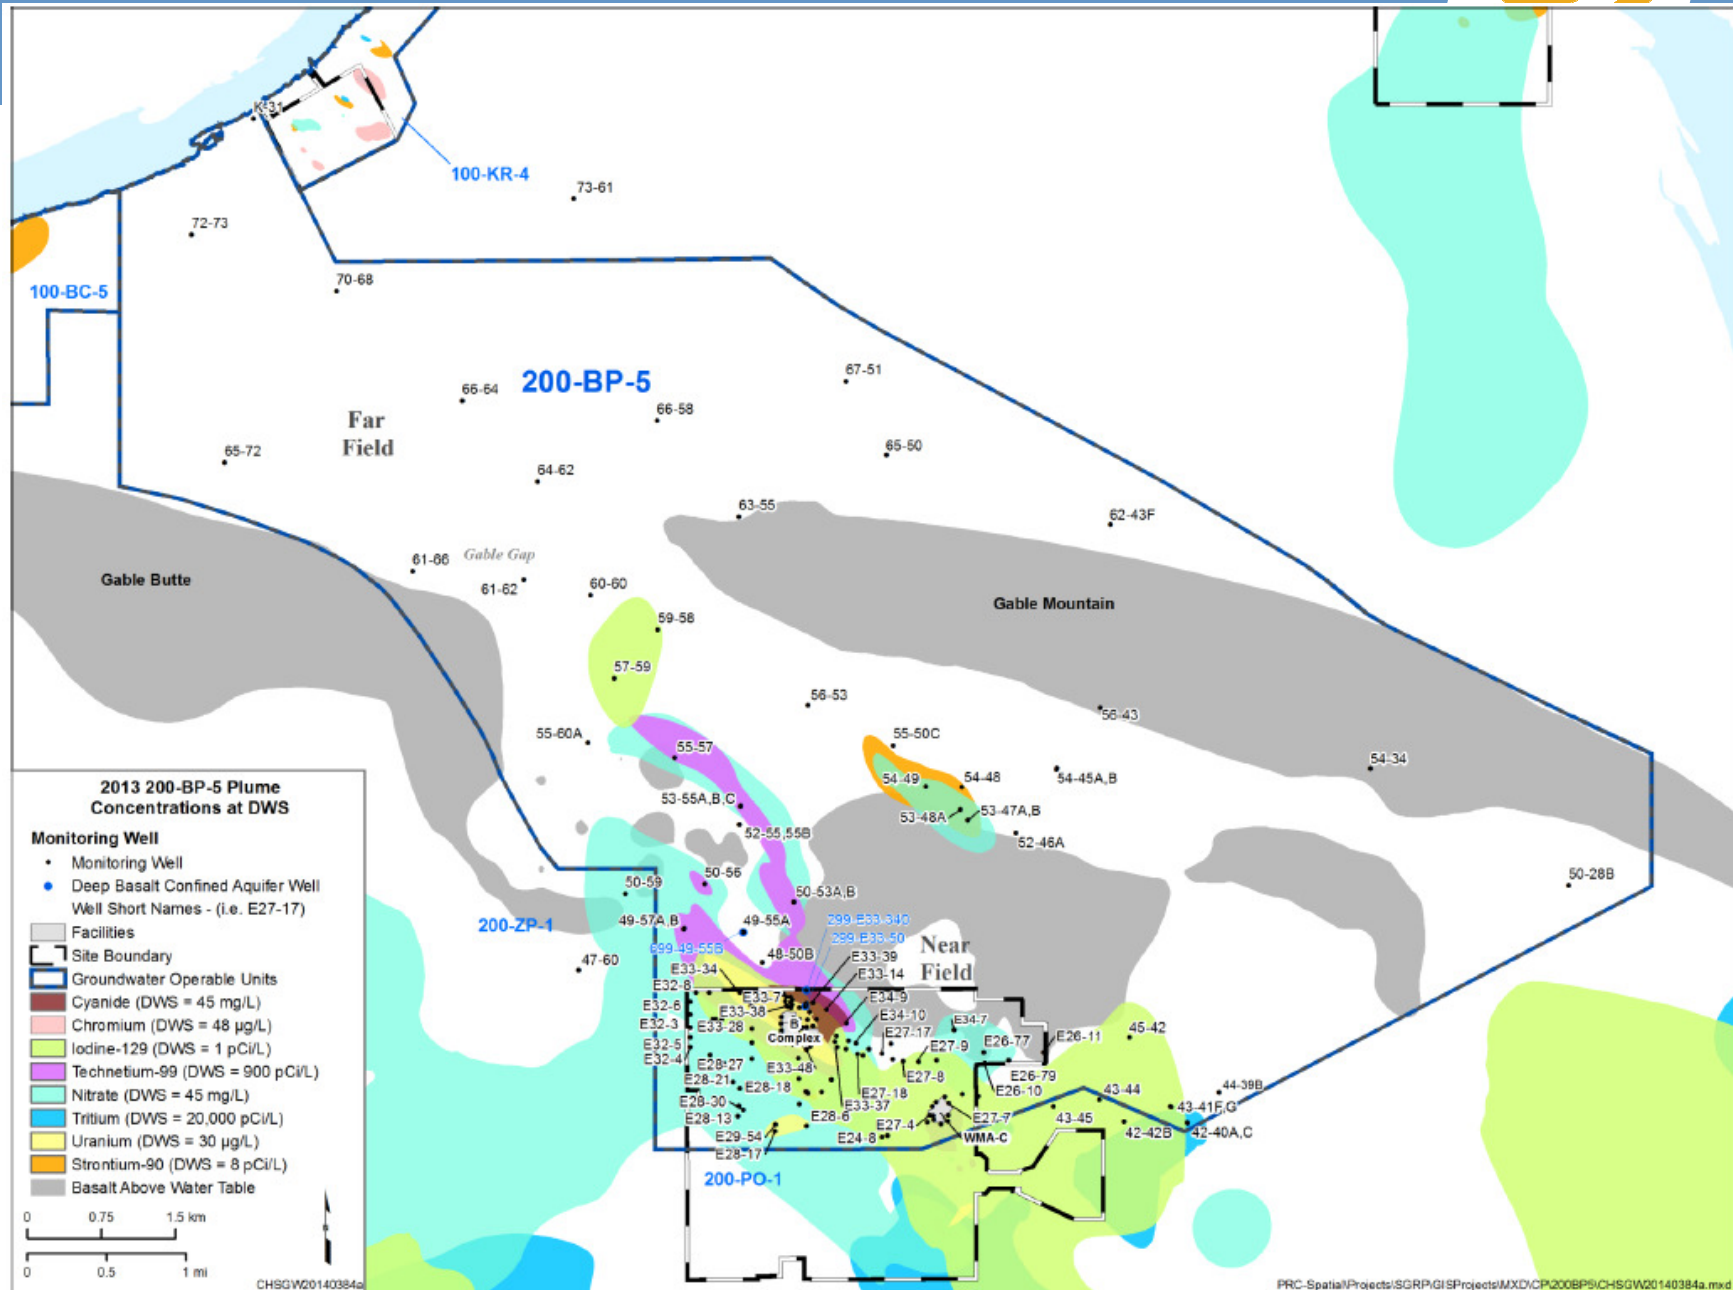 K-31
100-KR-4
73-61
72-73
70-68
100-BC-5
67-51
200-BP-5
66-64
66-58
Far
Field
65-50
65-72
64-62
63-55
62-43F
Gable Gap
61-66
61-62
60-60
Gable Butte
Gable Mountain
59-58
57-59
56-53
56-43
55-60A
55-57
55-50C
54-49
54-48
54-45A,B
54-34
53-55A,B,C
53-48A
53-47A,B
52-55,55B
52-46A
50-59
50-56
50-53A,B
50-28B
200-ZP-1
49-57A,B
49-55A
299-E33-340
299-E33-50
699-49-55B
Near
Field
47-60
48-50B
E33-39
E33-34
E33-14
E32-8
E33-7
E34-9
E32-6
E33-38
E34-10
E34-7
E32-3
E33-28
B
Complex
E27-17
E26-11
45-42
E32-5
E27-9
E26-77
E32-4
E28-27
E33-48
E27-8
E26-79
E28-21
E28-18
E27-18
E26-10
44-39B
43-44
E28-30
E33-37
43-41F,G
E28-13
E28-6
E27-4
E27-7
43-45
42-42B
42-40A,C
E29-54
E24-8
WMA-C
E28-17
200-PO-1
2013 200-BP-5 Plume
Concentrations at DWS
Monitoring Well
Monitoring Well
Deep Basalt Confined Aquifer Well
Well Short Names - (i.e. E27-17)
Facilities
Site Boundary
Groundwater Operable Units
Cyanide (DWS = 45 mg/L)
Chromium (DWS = 48 µg/L)
Iodine-129 (DWS = 1 pCi/L)
Technetium-99 (DWS = 900 pCi/L)
Nitrate (DWS = 45 mg/L)
Tritium (DWS = 20,000 pCi/L)
Uranium (DWS = 30 µg/L)
Strontium-90 (DWS = 8 pCi/L)
Basalt Above Water Table
0 0.75 1.5 km
0 0.5 1 mi
CHSGW20140384a
PRC-Spatial\Projects\SGRP\GISProjects\MXD\CP\200BP5\CHSGW20140384a.mxd